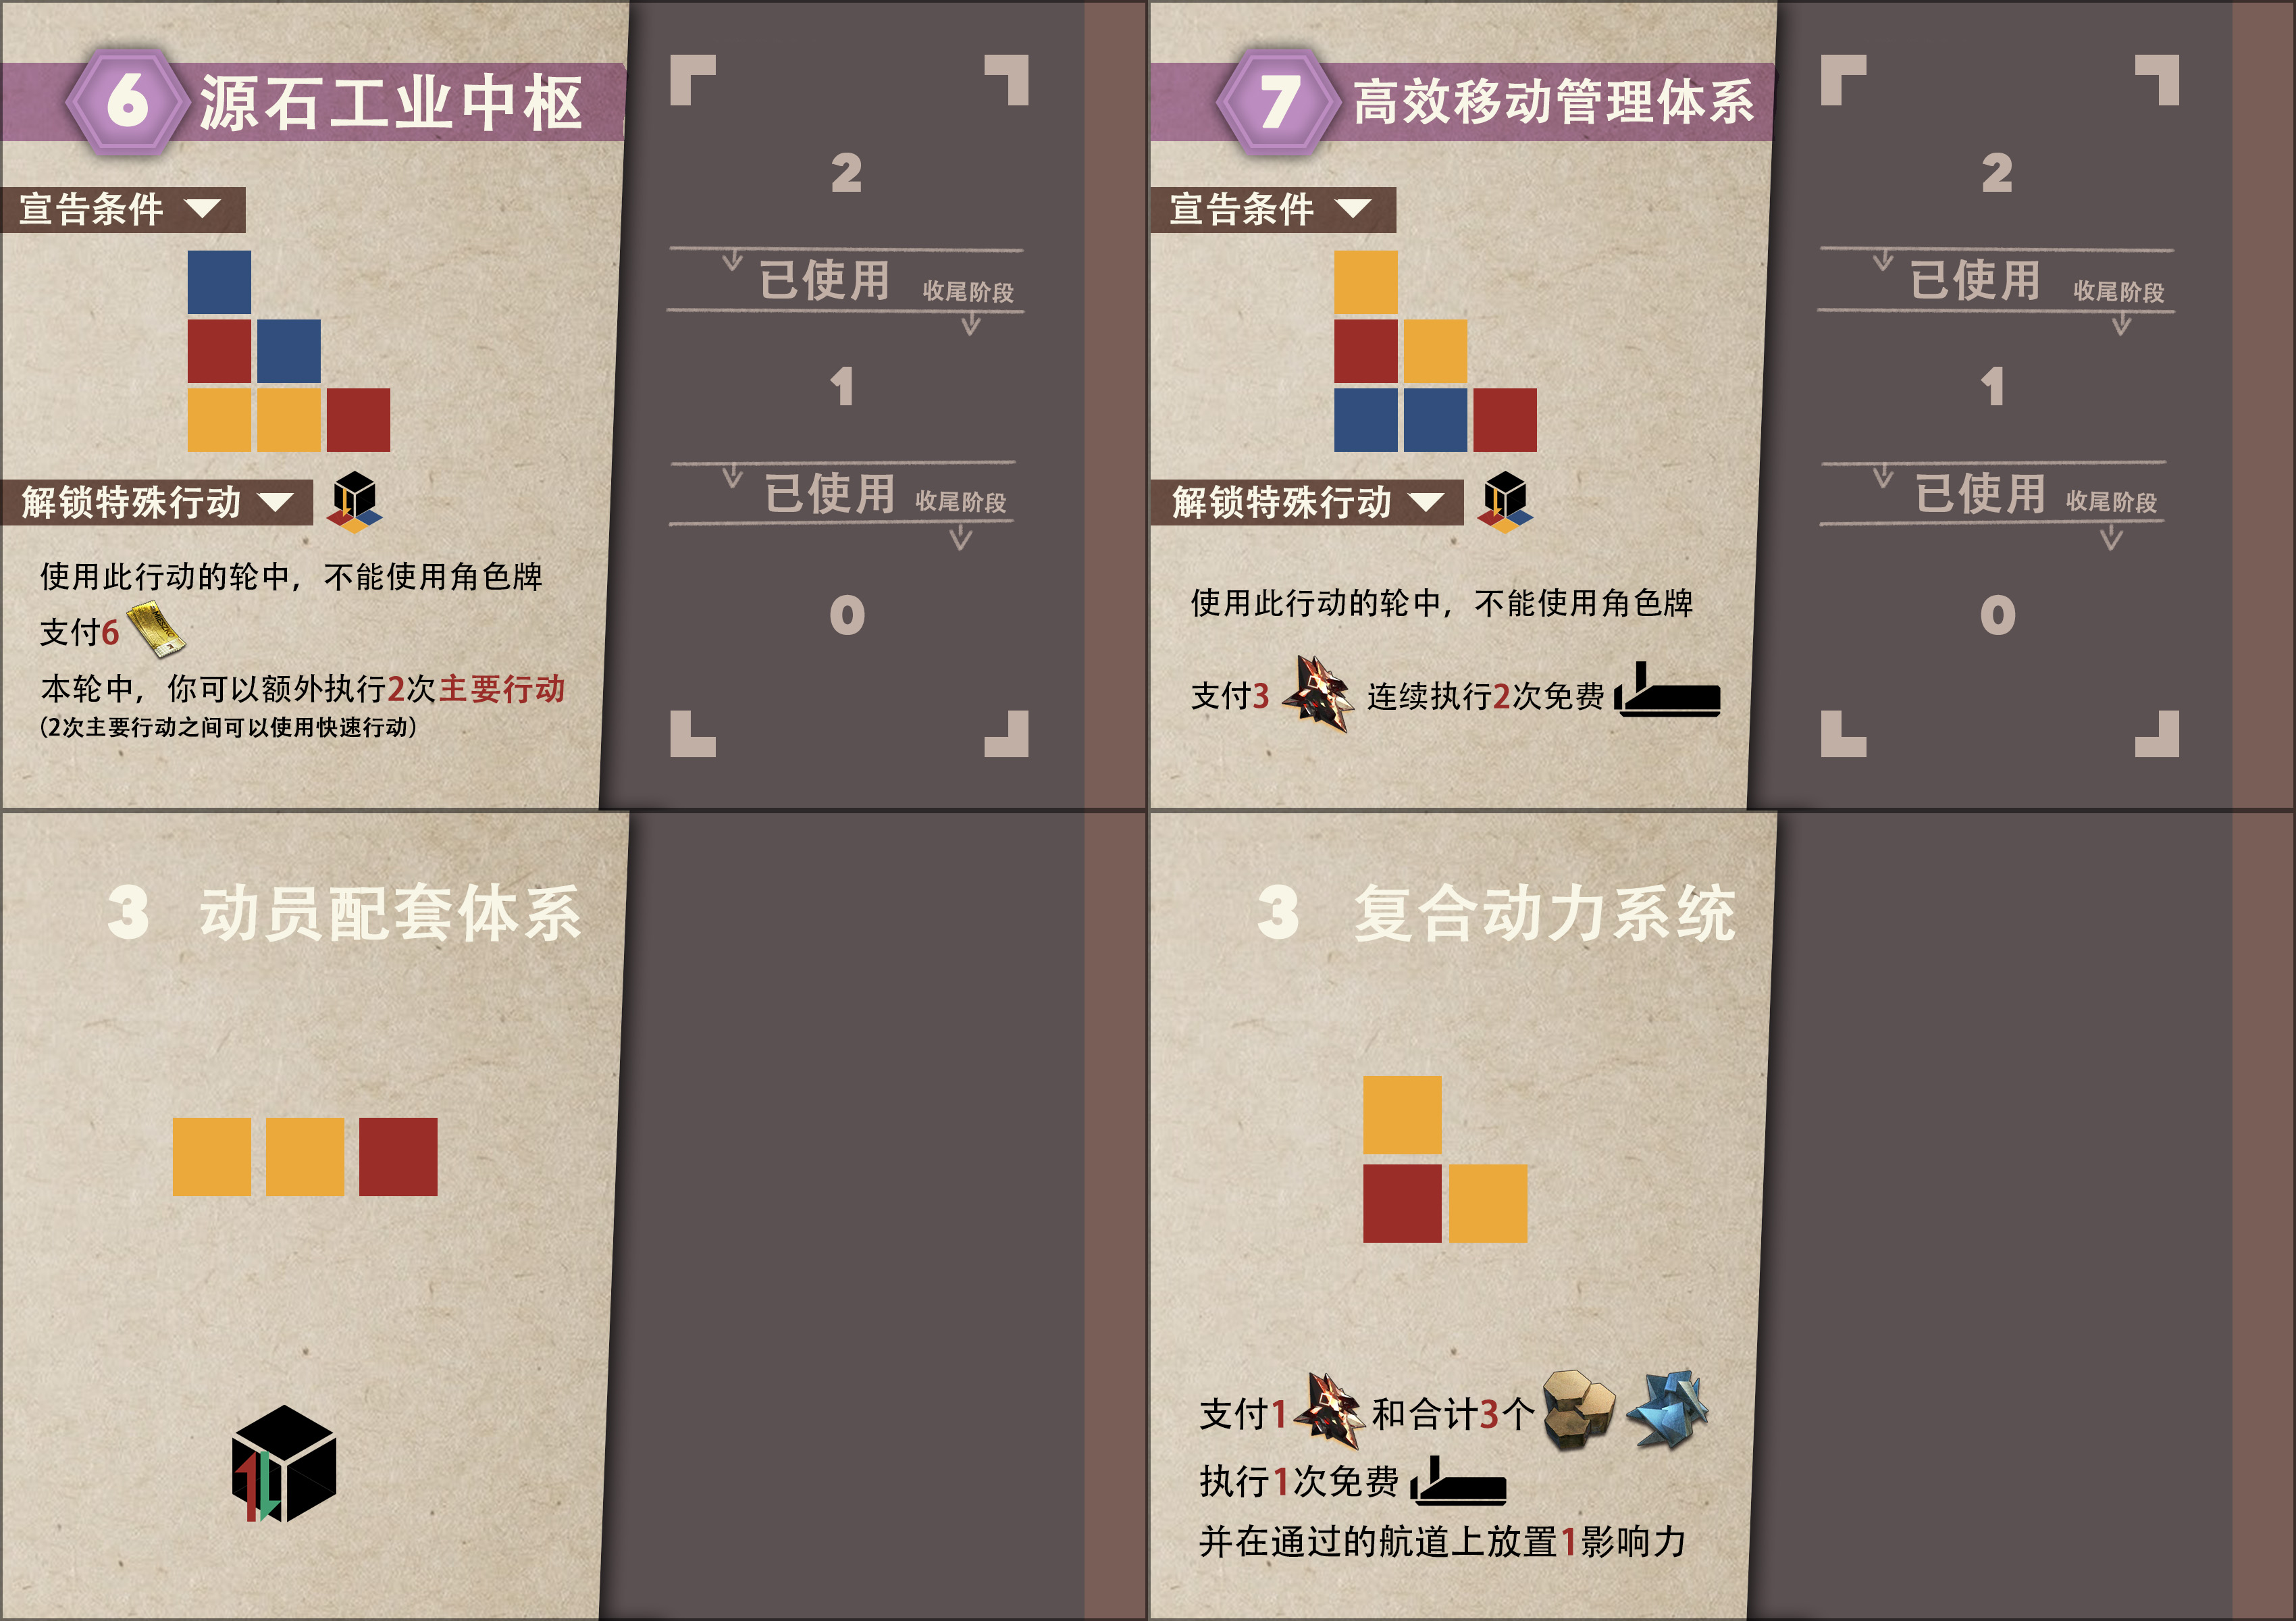 6 源石工业中枢
宣告条件
解锁特殊行动
使用此行动的轮中，不能使用角色牌
支付6
本轮中，你可以额外执行2次主要行动
(2次主要行动之间可以使用快速行动)
2
已使用 收尾阶段
1
已使用 收尾阶段
0
7 高效移动管理体系
宣告条件
解锁特殊行动
使用此行动的轮中，不能使用角色牌
支付3 连续执行2次免费
2
已使用 收尾阶段
1
已使用 收尾阶段
0
3 动员配套体系
3 复合动力系统
支付1和合计3个
执行1次免费
并在通过的航道上放置1影响力